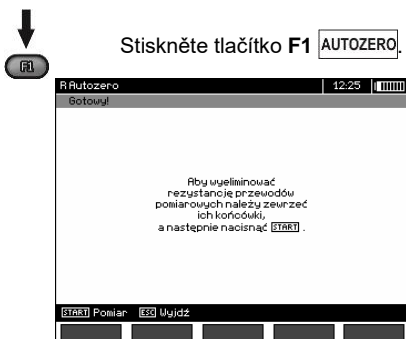 Stiskněte tlačítko F1 AUTOZERO.
F1
R Autozero 12:25
Gotowy!
Aby wyeliminować
rezystancję przewodów
pomiarowych należy zewrzeć
ich końcówki,
a następnie nacisnąć START .
START Pomiar ESC Wyjdź